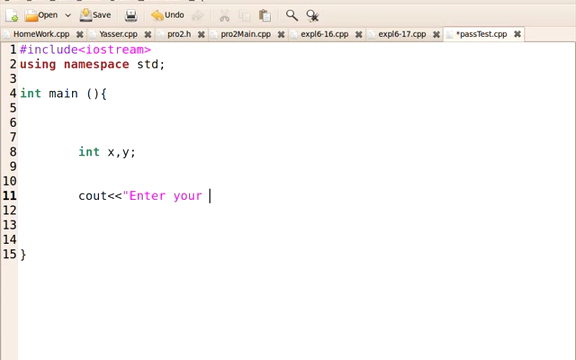 Open Save Undo
HomeWork.cpp Yasser.cpp pro2.h pro2Main.cpp expl6-16.cpp expl6-17.cpp *passTest.cpp
1 #include<iostream>
2 using namespace std;
3
4 int main (){
5
6
7
8 int x,y;
9
10
11 cout<<"Enter your
12
13
14
15 }